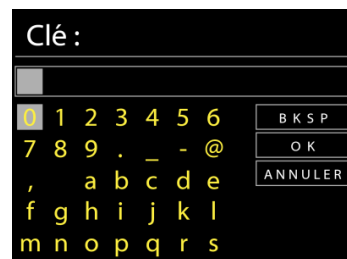 Clé :
0 1 2 3 4 5 6 BKSP
7 8 9 . _ - @ OK
, a b c d e ANNULER
f g h i j k l
m n o p q r s